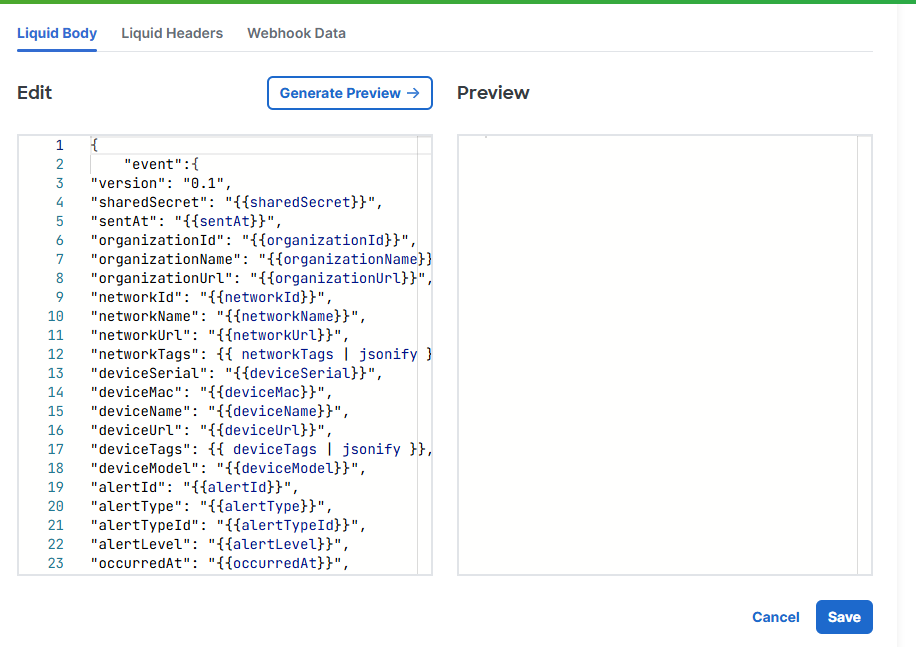 Liquid Body Liquid Headers Webhook Data
Edit
Generate Preview →
Preview
1 {
2 "event":{
3 "version": "0.1",
4 "sharedSecret": "{{sharedSecret}}",
5 "sentAt": "{{sentAt}}",
6 "organizationId": "{{organizationId}}",
7 "organizationName": "{{organizationName}}
8 "organizationUrl": "{{organizationUrl}}",
9 "networkId": "{{networkId}}",
10 "networkName": "{{networkName}}",
11 "networkUrl": "{{networkUrl}}",
12 "networkTags": {{ networkTags | jsonify }
13 "deviceSerial": "{{deviceSerial}}",
14 "deviceMac": "{{deviceMac}}",
15 "deviceName": "{{deviceName}}",
16 "deviceUrl": "{{deviceUrl}}",
17 "deviceTags": {{ deviceTags | jsonify }},
18 "deviceModel": "{{deviceModel}}",
19 "alertId": "{{alertId}}",
20 "alertType": "{{alertType}}",
21 "alertTypeId": "{{alertTypeId}}",
22 "alertLevel": "{{alertLevel}}",
23 "occurredAt": "{{occurredAt}}",
Cancel Save